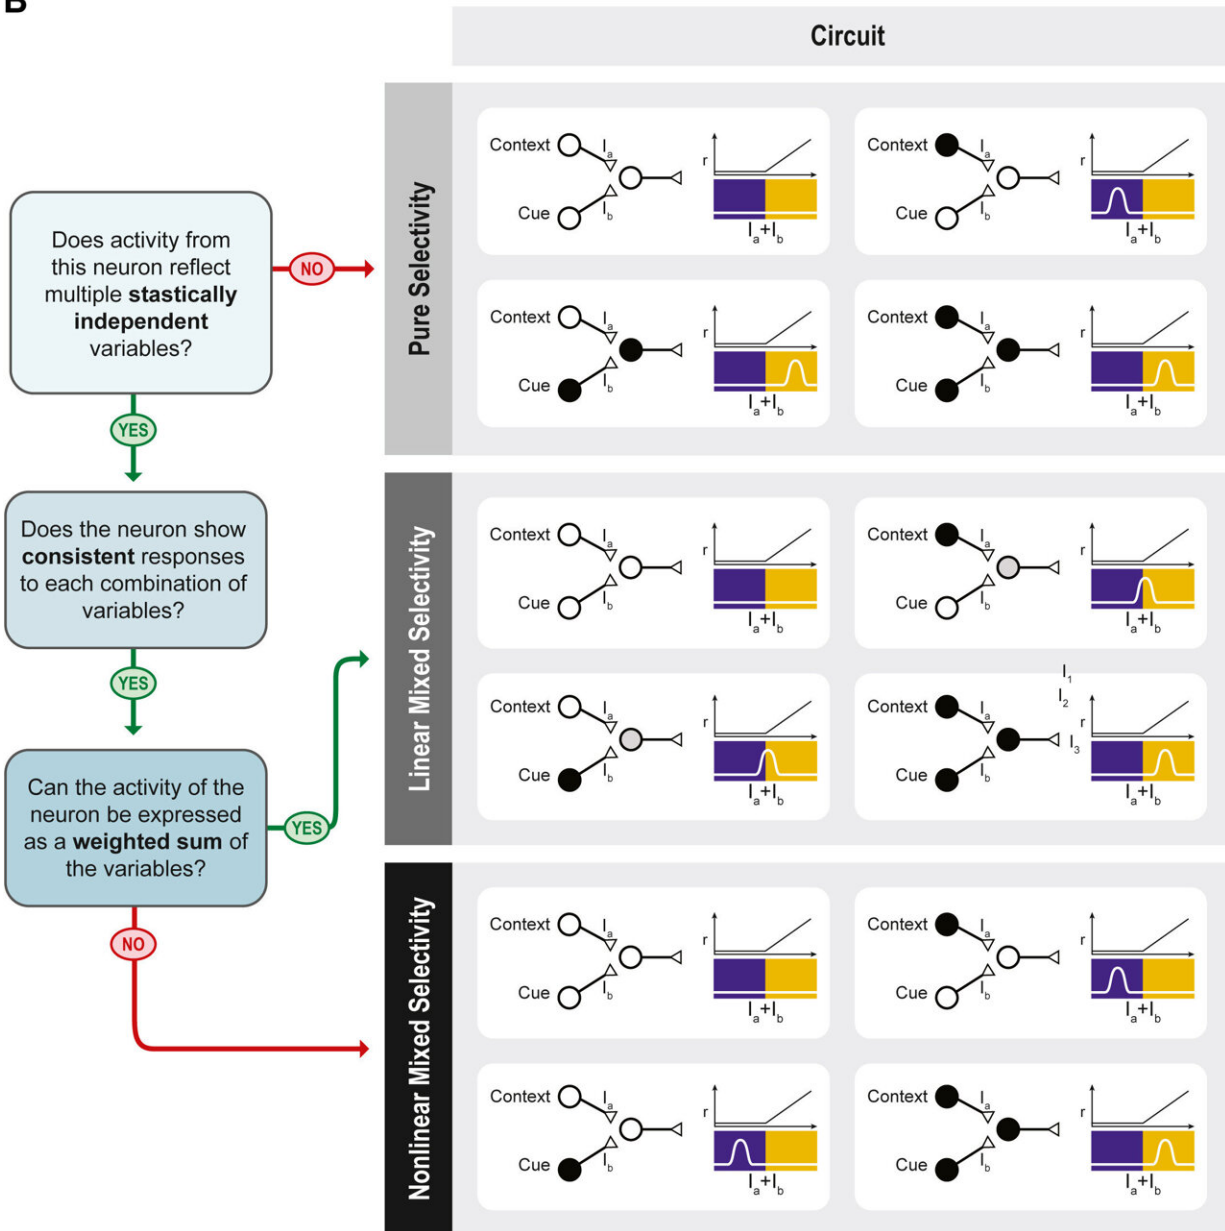 B
Circuit
Does activity from
this neuron reflect
multiple stastically
independent
variables?
NO
YES
Does the neuron show
consistent responses
to each combination of
variables?
YES
Can the activity of the
neuron be expressed
as a weighted sum of
the variables?
YES
NO
Pure Selectivity
Context
Ia
Cue
Ib
r
Ia+Ib
Context
Ia
Cue
Ib
r
Ia+Ib
Context
Ia
Cue
Ib
r
Ia+Ib
Context
Ia
Cue
Ib
r
Ia+Ib
Linear Mixed Selectivity
Context
Ia
Cue
Ib
r
Ia+Ib
Context
Ia
Cue
Ib
r
Ia+Ib
Context
Ia
Cue
Ib
r
Ia+Ib
I1
I2
I3
Context
Ia
Cue
Ib
r
Ia+Ib
Nonlinear Mixed Selectivity
Context
Ia
Cue
Ib
r
Ia+Ib
Context
Ia
Cue
Ib
r
Ia+Ib
Context
Ia
Cue
Ib
r
Ia+Ib
Context
Ia
Cue
Ib
r
Ia+Ib